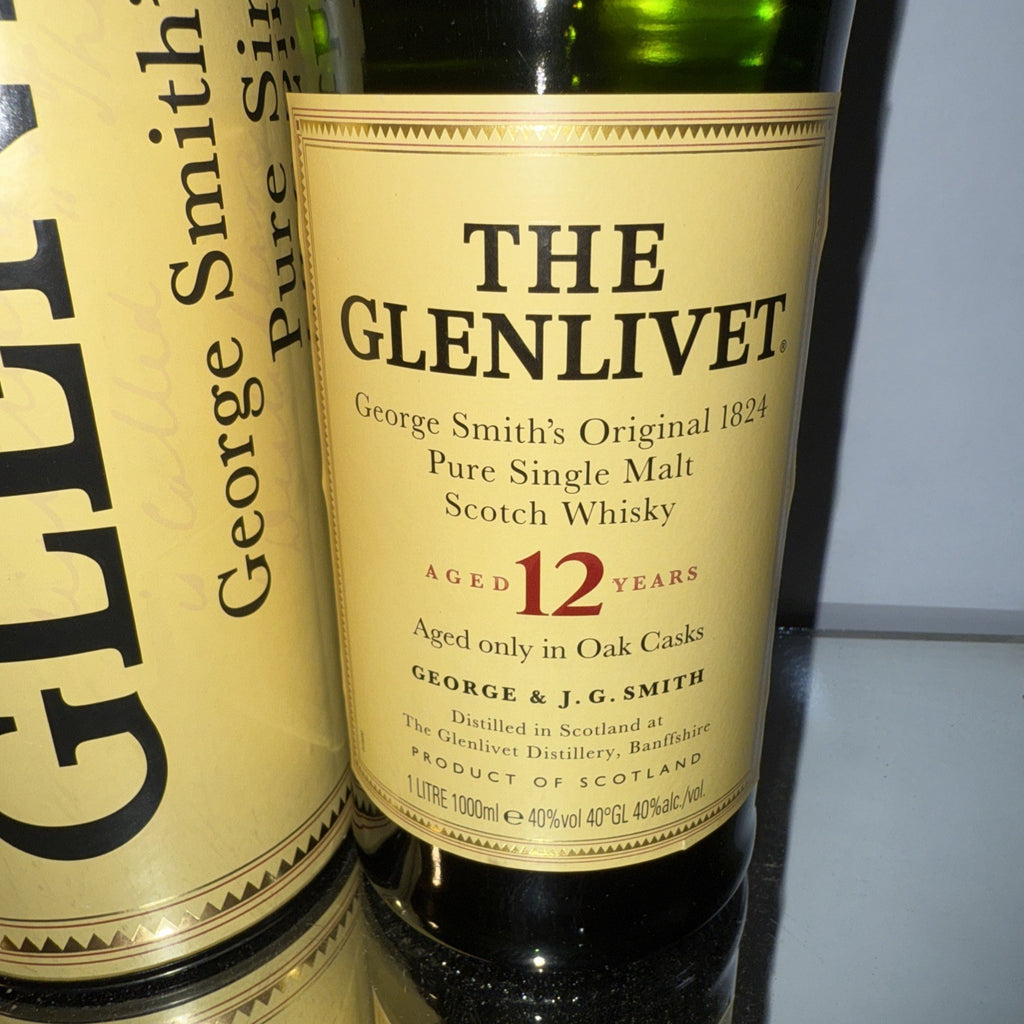 GLEN
George Smith'
Pure Sin
THE
GLENLIVET®
George Smith's Original 1824
Pure Single Malt
Scotch Whisky
AGED 12 YEARS
Aged only in Oak Casks
GEORGE & J. G. SMITH
Distilled in Scotland at
The Glenlivet Distillery, Banffshire
PRODUCT OF SCOTLAND
1 LITRE 1000ml ℮ 40%vol 40°GL 40%alc./vol.